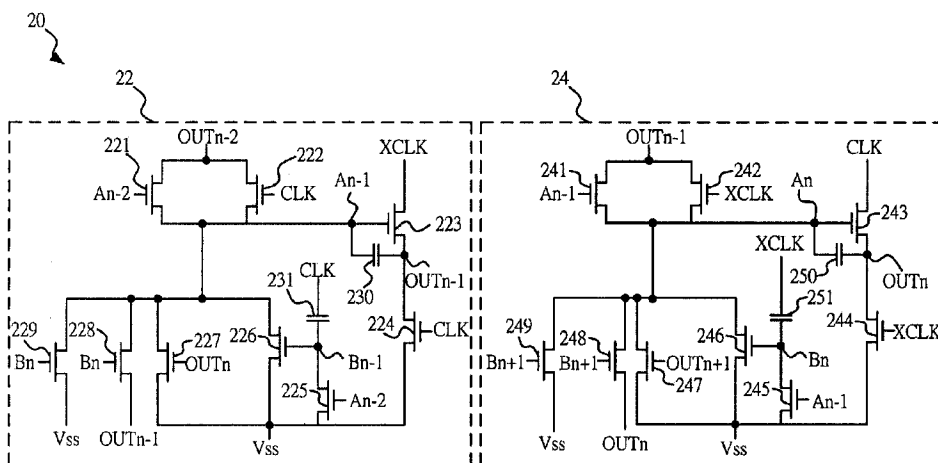 20
22
24
OUTn-2
221
222
XCLK
An-2
CLK
An-1
223
CLK
231
230
OUTn-1
229
228
227
226
224
CLK
Bn
Bn
OUTn
Bn-1
225
An-2
Vss
OUTn-1
Vss
OUTn-1
241
242
CLK
An-1
XCLK
An
243
XCLK
250
251
OUTn
249
248
246
244
XCLK
Bn+1
Bn+1
OUTn+1
Bn
247
245
An-1
Vss
OUTn
Vss